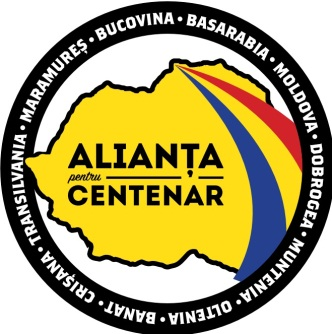 CRIȘANA · TRANSILVANIA · MARAMUREȘ · BUCOVINA · BASARABIA · MOLDOVA · DOBROGEA · MUNTENIA · OLTENIA · BANAT ·
ALIANȚA
pentru
CENTENAR